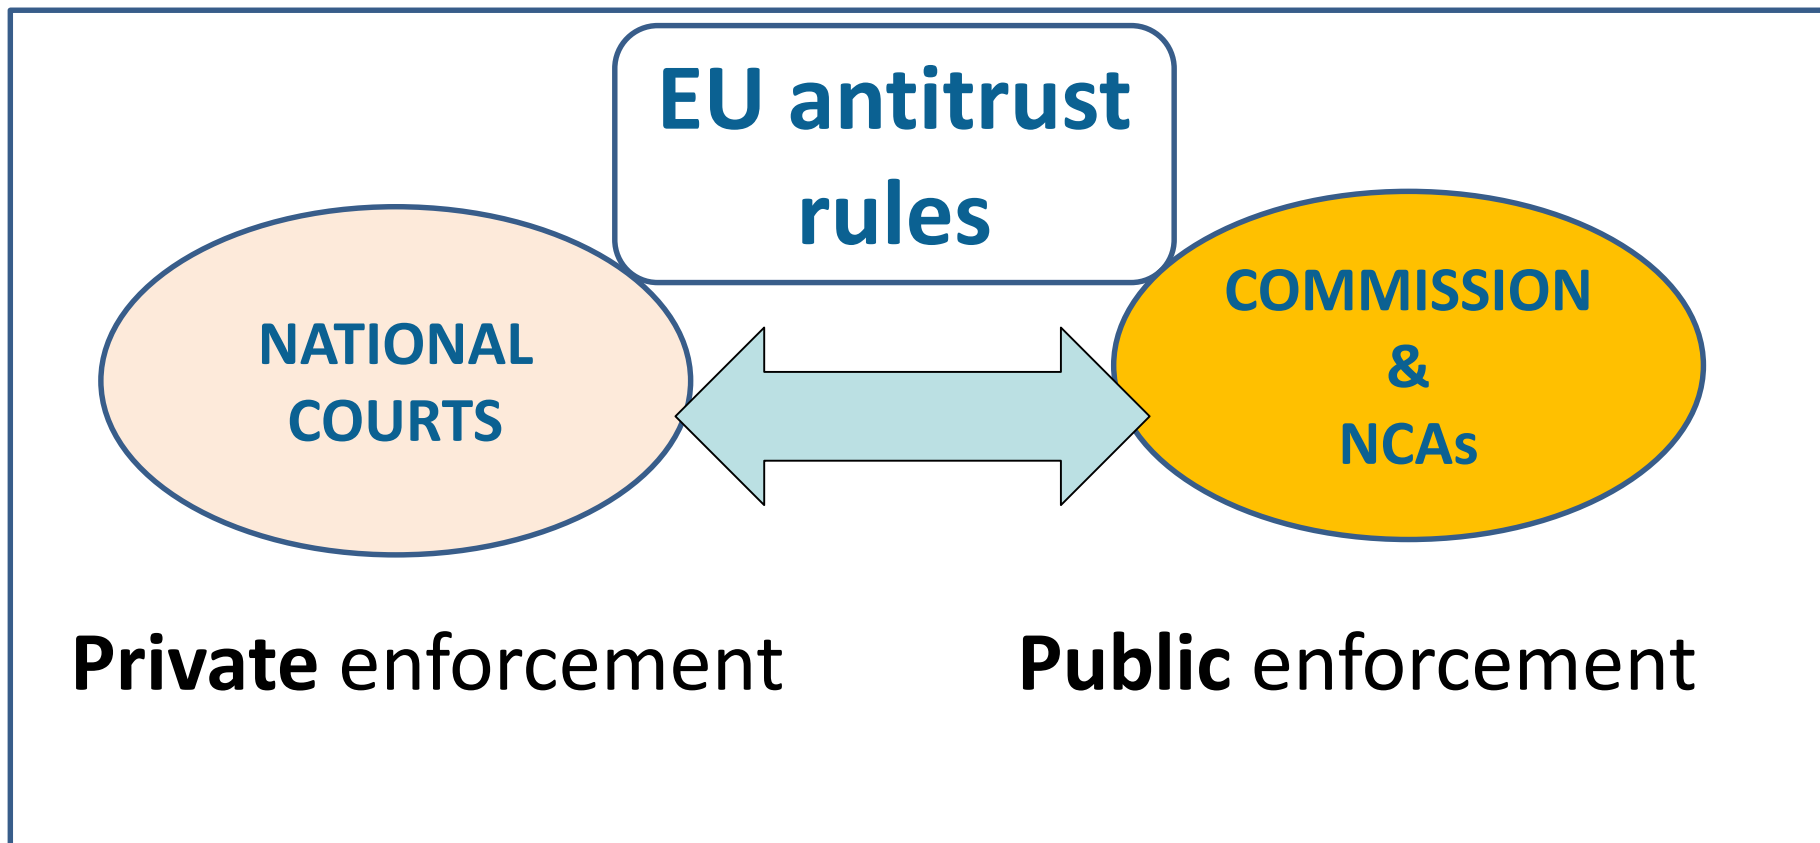 EU antitrust
rules
NATIONAL
COURTS
COMMISSION
&
NCAs
Private enforcement
Public enforcement